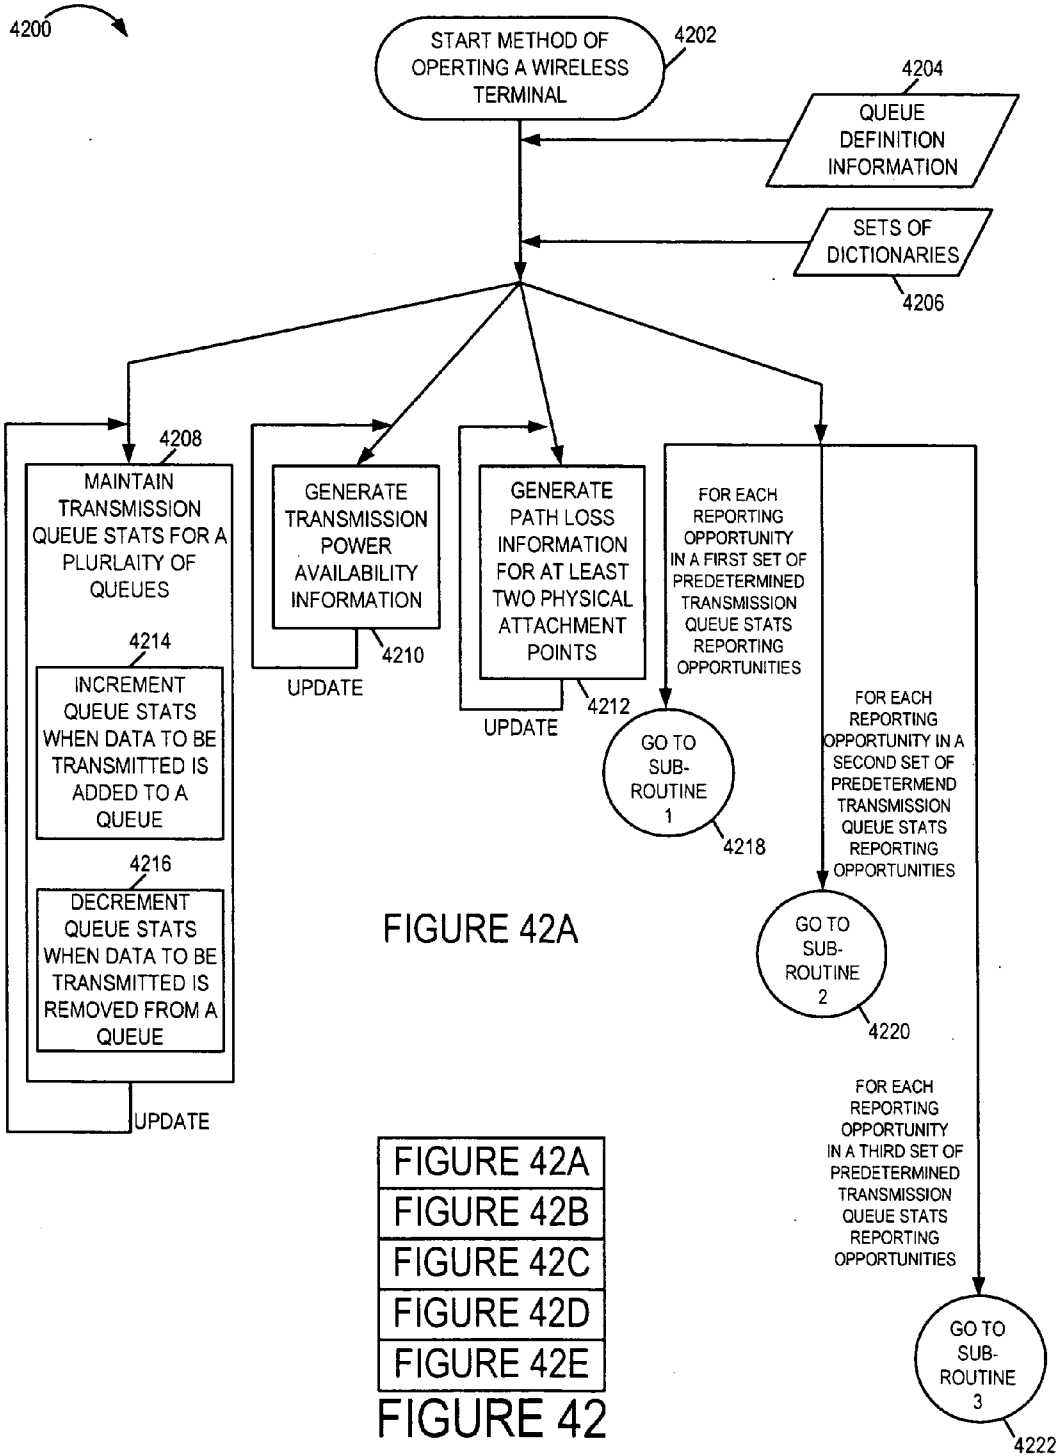 4200
START METHOD OF
OPERTING A WIRELESS
TERMINAL
4202
4204
QUEUE
DEFINITION
INFORMATION
SETS OF
DICTIONARIES
4206
4208
MAINTAIN
TRANSMISSION
QUEUE STATS FOR A
PLURLAITY OF
QUEUES
4214
INCREMENT
QUEUE STATS
WHEN DATA TO BE
TRANSMITTED IS
ADDED TO A
QUEUE
4216
DECREMENT
QUEUE STATS
WHEN DATA TO BE
TRANSMITTED IS
REMOVED FROM A
QUEUE
UPDATE
GENERATE
TRANSMISSION
POWER
AVAILABILITY
INFORMATION
4210
UPDATE
GENERATE
PATH LOSS
INFORMATION
FOR AT LEAST
TWO PHYSICAL
ATTACHMENT
POINTS
4212
UPDATE
FOR EACH
REPORTING
OPPORTUNITY
IN A FIRST SET OF
PREDETERMINED
TRANSMISSION
QUEUE STATS
REPORTING
OPPORTUNITIES
GO TO
SUB-
ROUTINE
1
4218
FOR EACH
REPORTING
OPPORTUNITY IN A
SECOND SET OF
PREDETERMEND
TRANSMISSION
QUEUE STATS
REPORTING
OPPORTUNITIES
GO TO
SUB-
ROUTINE
2
4220
FOR EACH
REPORTING
OPPORTUNITY
IN A THIRD SET OF
PREDETERMINED
TRANSMISSION
QUEUE STATS
REPORTING
OPPORTUNITIES
GO TO
SUB-
ROUTINE
3
4222
FIGURE 42A
FIGURE 42A
FIGURE 42B
FIGURE 42C
FIGURE 42D
FIGURE 42E
FIGURE 42